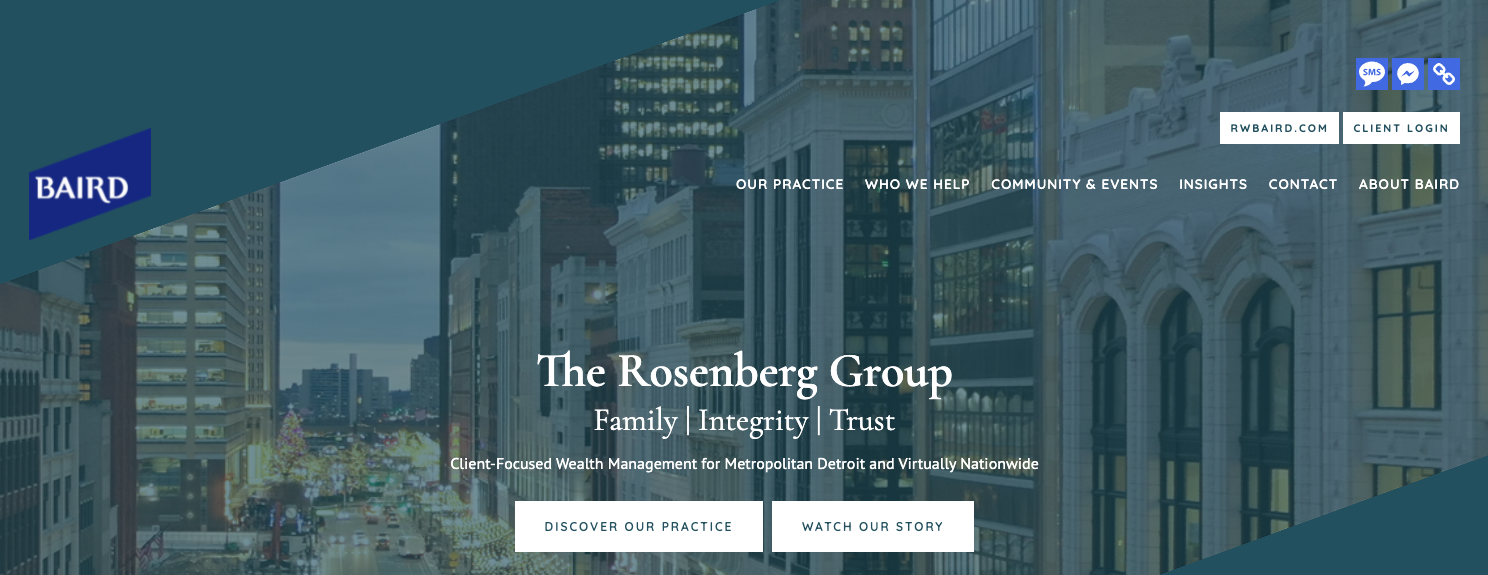 SMS
RWBAIRD.COM CLIENT LOGIN
BAIRD
OUR PRACTICE WHO WE HELP COMMUNITY & EVENTS INSIGHTS CONTACT ABOUT BAIRD
The Rosenberg Group
Family | Integrity | Trust
Client-Focused Wealth Management for Metropolitan Detroit and Virtually Nationwide
DISCOVER OUR PRACTICE WATCH OUR STORY